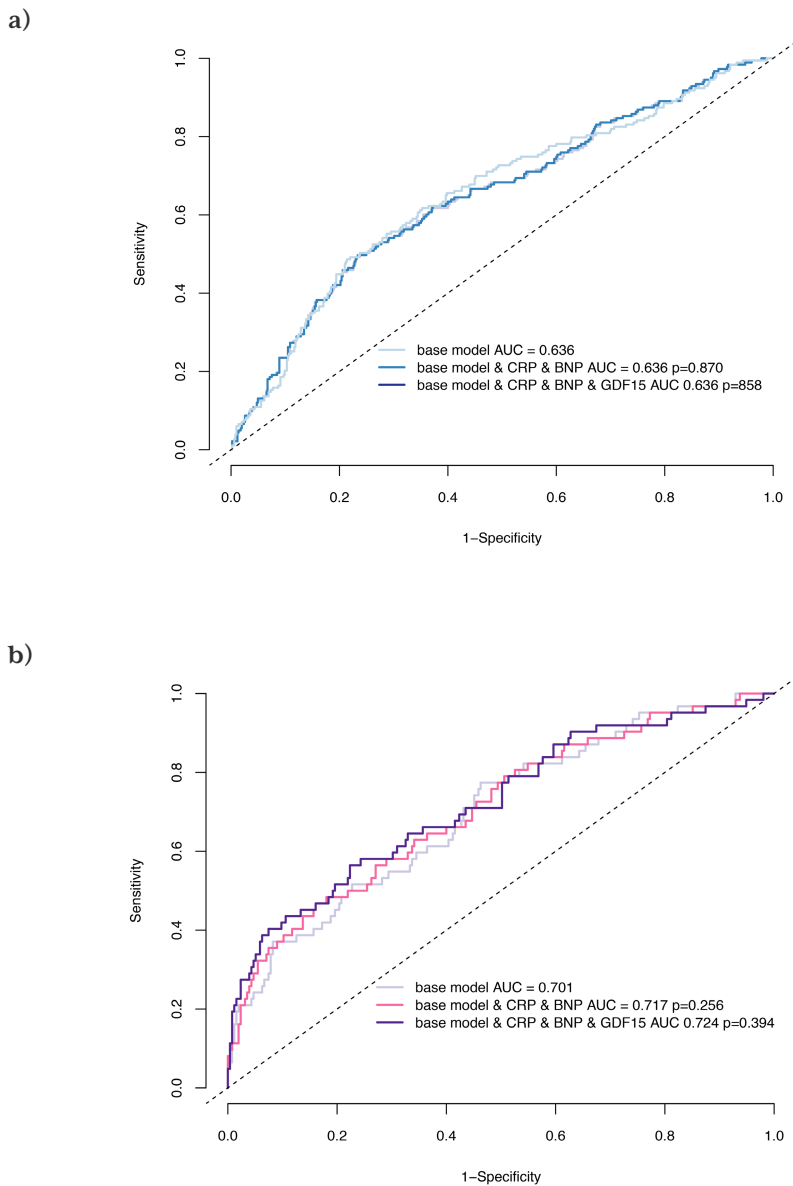 a)
1.0
0.8
0.6
0.4
0.2
0.0
Sensitivity
base model AUC = 0.636
base model & CRP & BNP AUC = 0.636 p=0.870
base model & CRP & BNP & GDF15 AUC 0.636 p=858
0.0 0.2 0.4 0.6 0.8 1.0
1−Specificity
b)
1.0
0.8
0.6
0.4
0.2
0.0
Sensitivity
base model AUC = 0.701
base model & CRP & BNP AUC = 0.717 p=0.256
base model & CRP & BNP & GDF15 AUC 0.724 p=0.394
0.0 0.2 0.4 0.6 0.8 1.0
1−Specificity